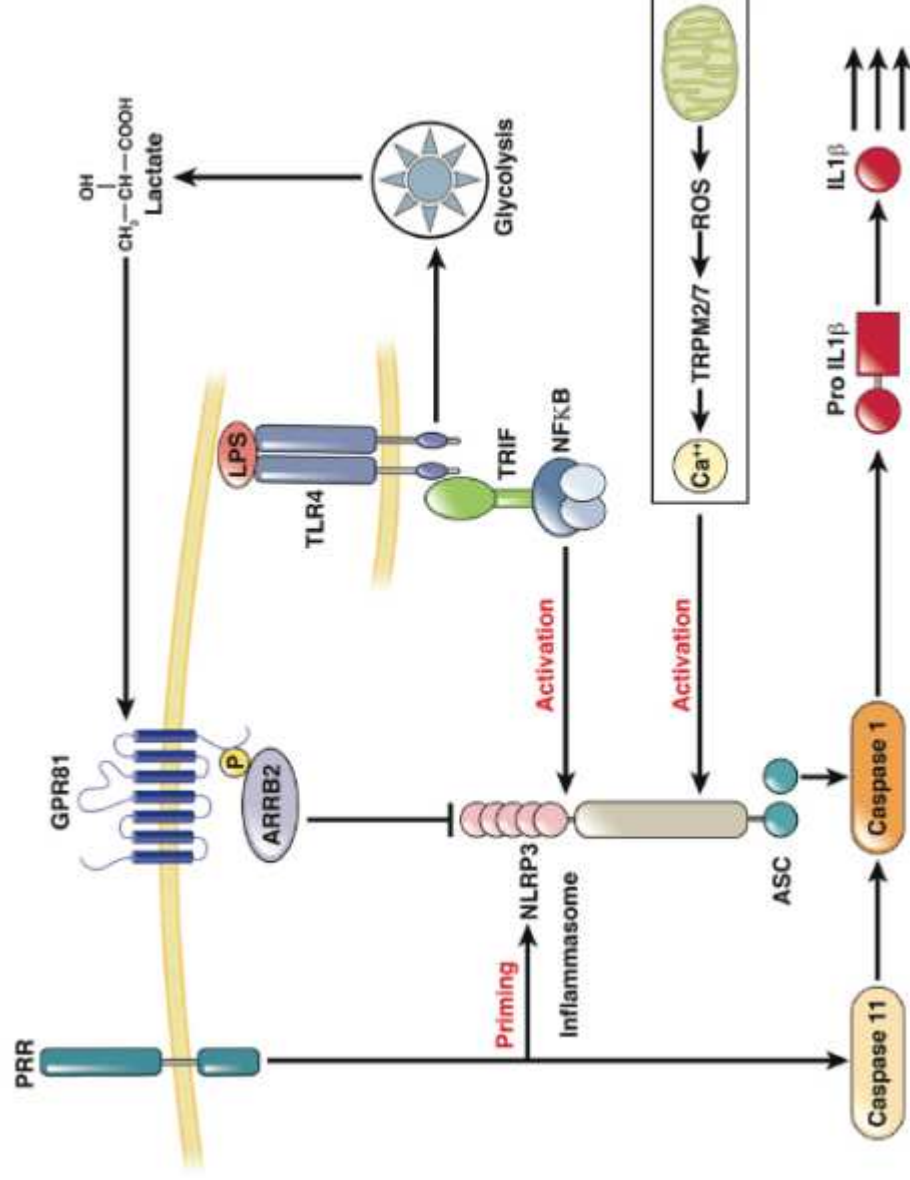 PRR
GPR81
OH
CH₃—CH—COOH
Lactate
P
ARRB2
LPS
TLR4
Glycolysis
TRIF
NFκB
Priming
NLRP3
Inflammasome
Activation
Activation
Ca⁺⁺
TRPM2/7
ROS
ASC
Caspase 11
Caspase 1
Pro IL1β
IL1β